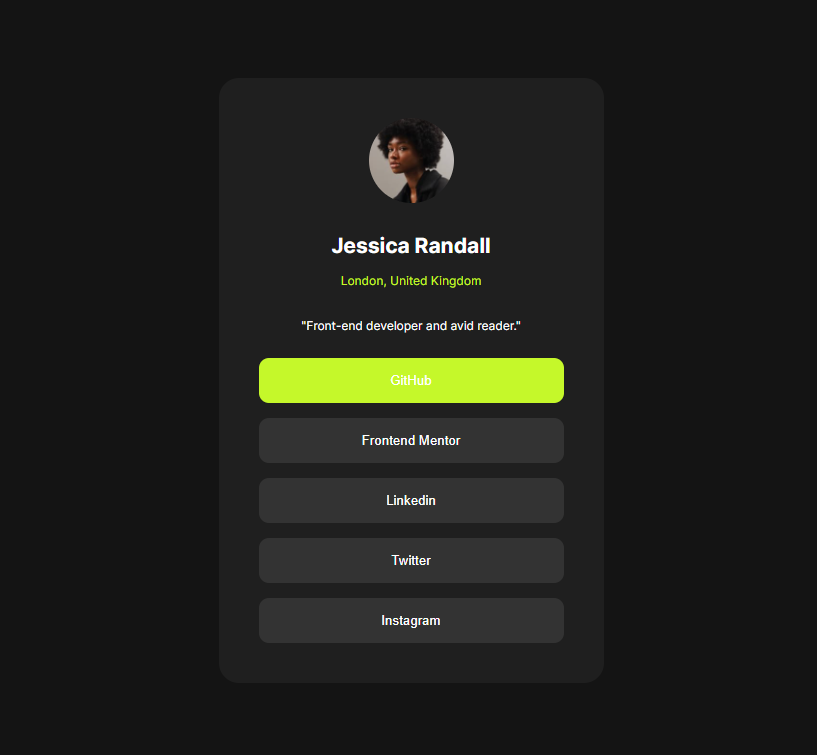 Jessica Randall
London, United Kingdom
"Front-end developer and avid reader."
GitHub
Frontend Mentor
Linkedin
Twitter
Instagram